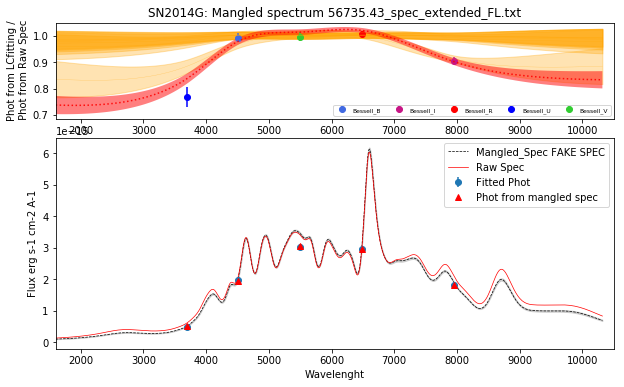 SN2014G: Mangled spectrum 56735.43_spec_extended_FL.txt
Phot from LCfitting /
Phot from Raw Spec
1.0
0.9
0.8
0.7
Bessell_B
Bessell_I
Bessell_R
Bessell_U
Bessell_V
2000 3000 4000 5000 6000 7000 8000 9000 10000
Flux erg s-1 cm-2 A-1
6
5
4
3
2
1
0
Mangled_Spec FAKE SPEC
Raw Spec
Fitted Phot
Phot from mangled spec
2000 3000 4000 5000 6000 7000 8000 9000 10000
Wavelenght